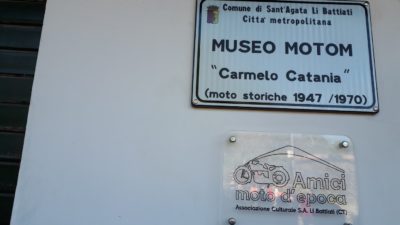 Comune di Sant'Agata Li Battiati
Citta' metropolitana
MUSEO MOTOM
"Carmelo Catania"
(moto storiche 1947 /1970)
Amici
moto d'epoca
Associazione Culturale S.A. Li Battiati (CT)